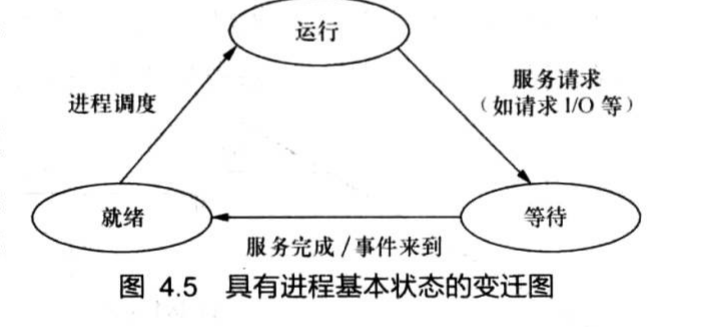 运行
进程调度
服务请求
（如请求 I/O 等）
就绪
等待
服务完成/事件来到
图 4.5 具有进程基本状态的变迁图